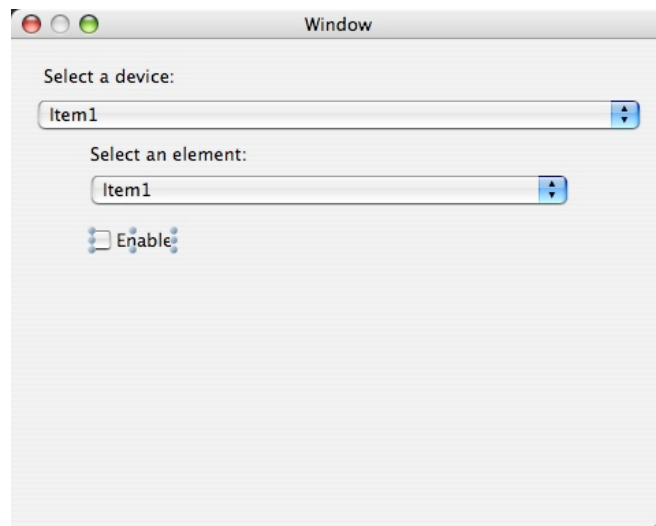 Window
Select a device:
Item1
Select an element:
Item1
Enable